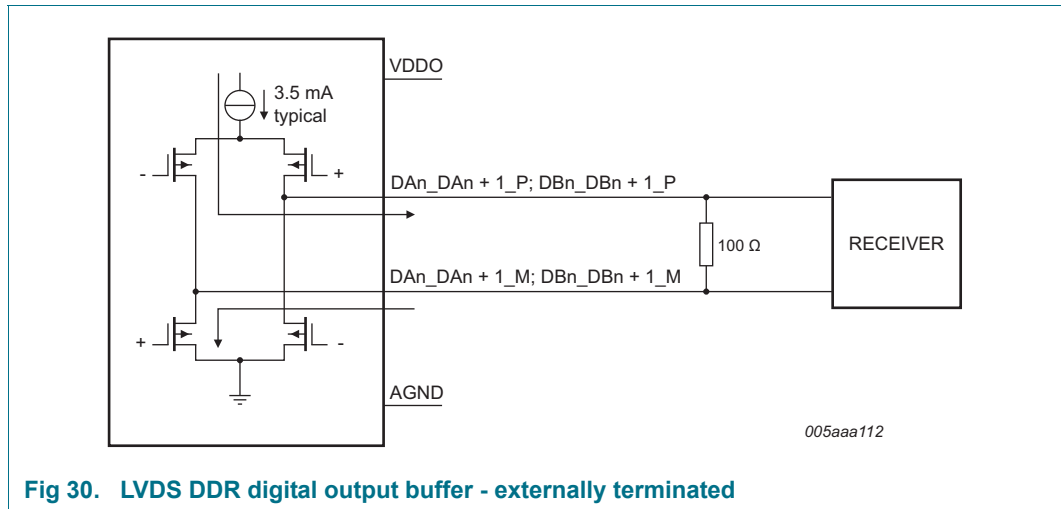 VDDO
3.5 mA
typical
-
+
DAn_DAn + 1_P; DBn_DBn + 1_P
100 Ω
RECEIVER
DAn_DAn + 1_M; DBn_DBn + 1_M
+
-
AGND
005aaa112
Fig 30. LVDS DDR digital output buffer - externally terminated